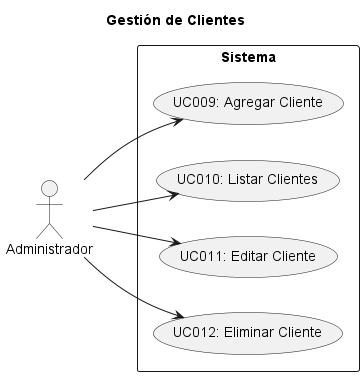 Gestión de Clientes
Sistema
UC009: Agregar Cliente
UC010: Listar Clientes
Administrador
UC011: Editar Cliente
UC012: Eliminar Cliente